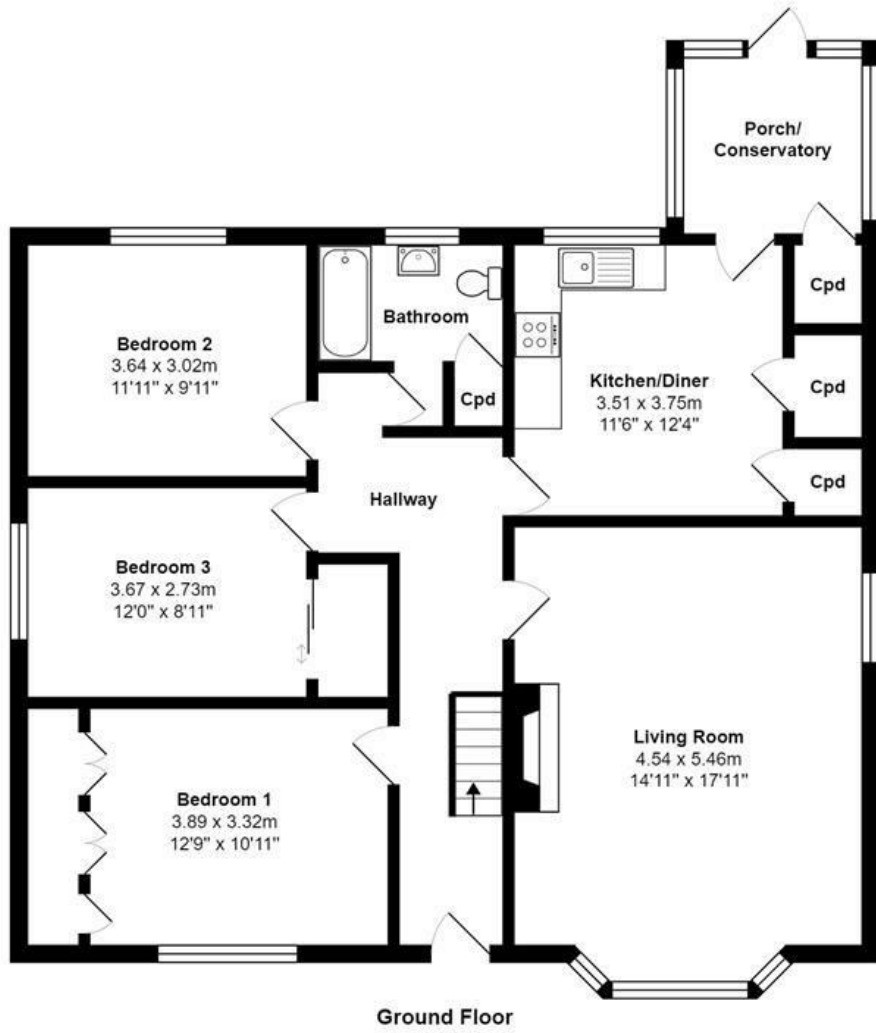 Porch/
Conservatory
Cpd
Bedroom 2
3.64 x 3.02m
11'11" x 9'11"
Bathroom
Cpd
Kitchen/Diner
3.51 x 3.75m
11'6" x 12'4"
Cpd
Cpd
Hallway
Bedroom 3
3.67 x 2.73m
12'0" x 8'11"
Living Room
4.54 x 5.46m
14'11" x 17'11"
Bedroom 1
3.89 x 3.32m
12'9" x 10'11"
Ground Floor